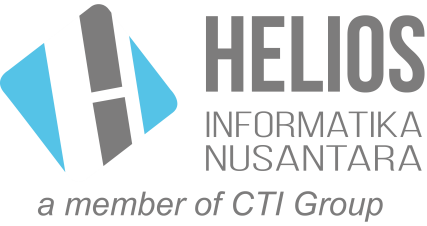 HELIOS
INFORMATIKA
NUSANTARA
a member of CTI Group